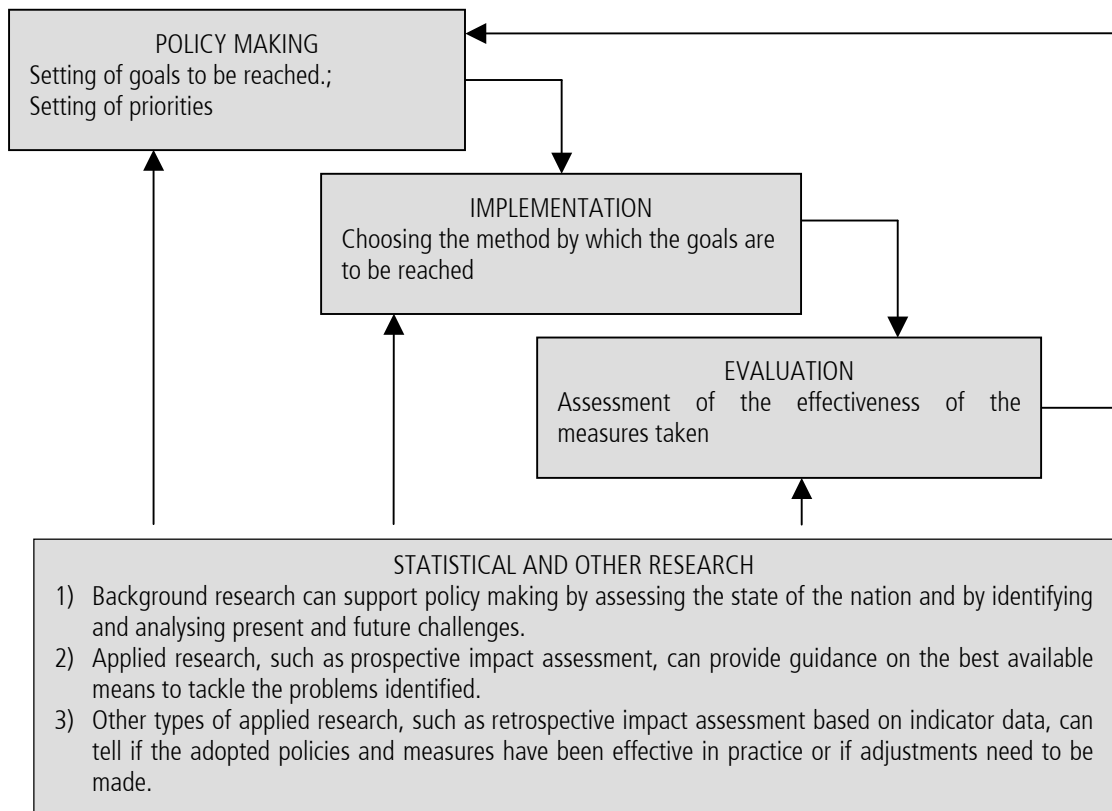 POLICY MAKING
Setting of goals to be reached.;
Setting of priorities
IMPLEMENTATION
Choosing the method by which the goals are
to be reached
EVALUATION
Assessment of the effectiveness of the
measures taken
STATISTICAL AND OTHER RESEARCH
1) Background research can support policy making by assessing the state of the nation and by identifying
and analysing present and future challenges.
2) Applied research, such as prospective impact assessment, can provide guidance on the best available
means to tackle the problems identified.
3) Other types of applied research, such as retrospective impact assessment based on indicator data, can
tell if the adopted policies and measures have been effective in practice or if adjustments need to be
made.